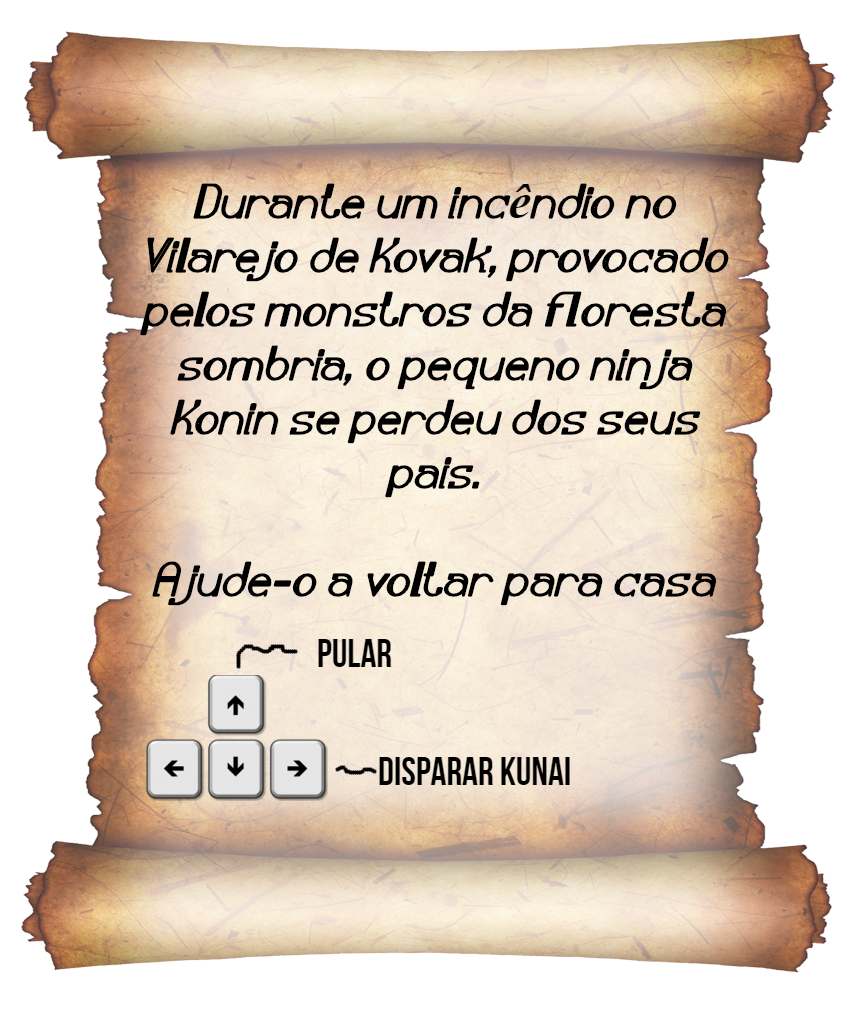 Durante um incêndio no
Vilarejo de Kovak, provocado
pelos monstros da floresta
sombria, o pequeno ninja
Konin se perdeu dos seus
pais.
Ajude-o a voltar para casa
PULAR
↑
← ↓ → DISPARAR KUNAI